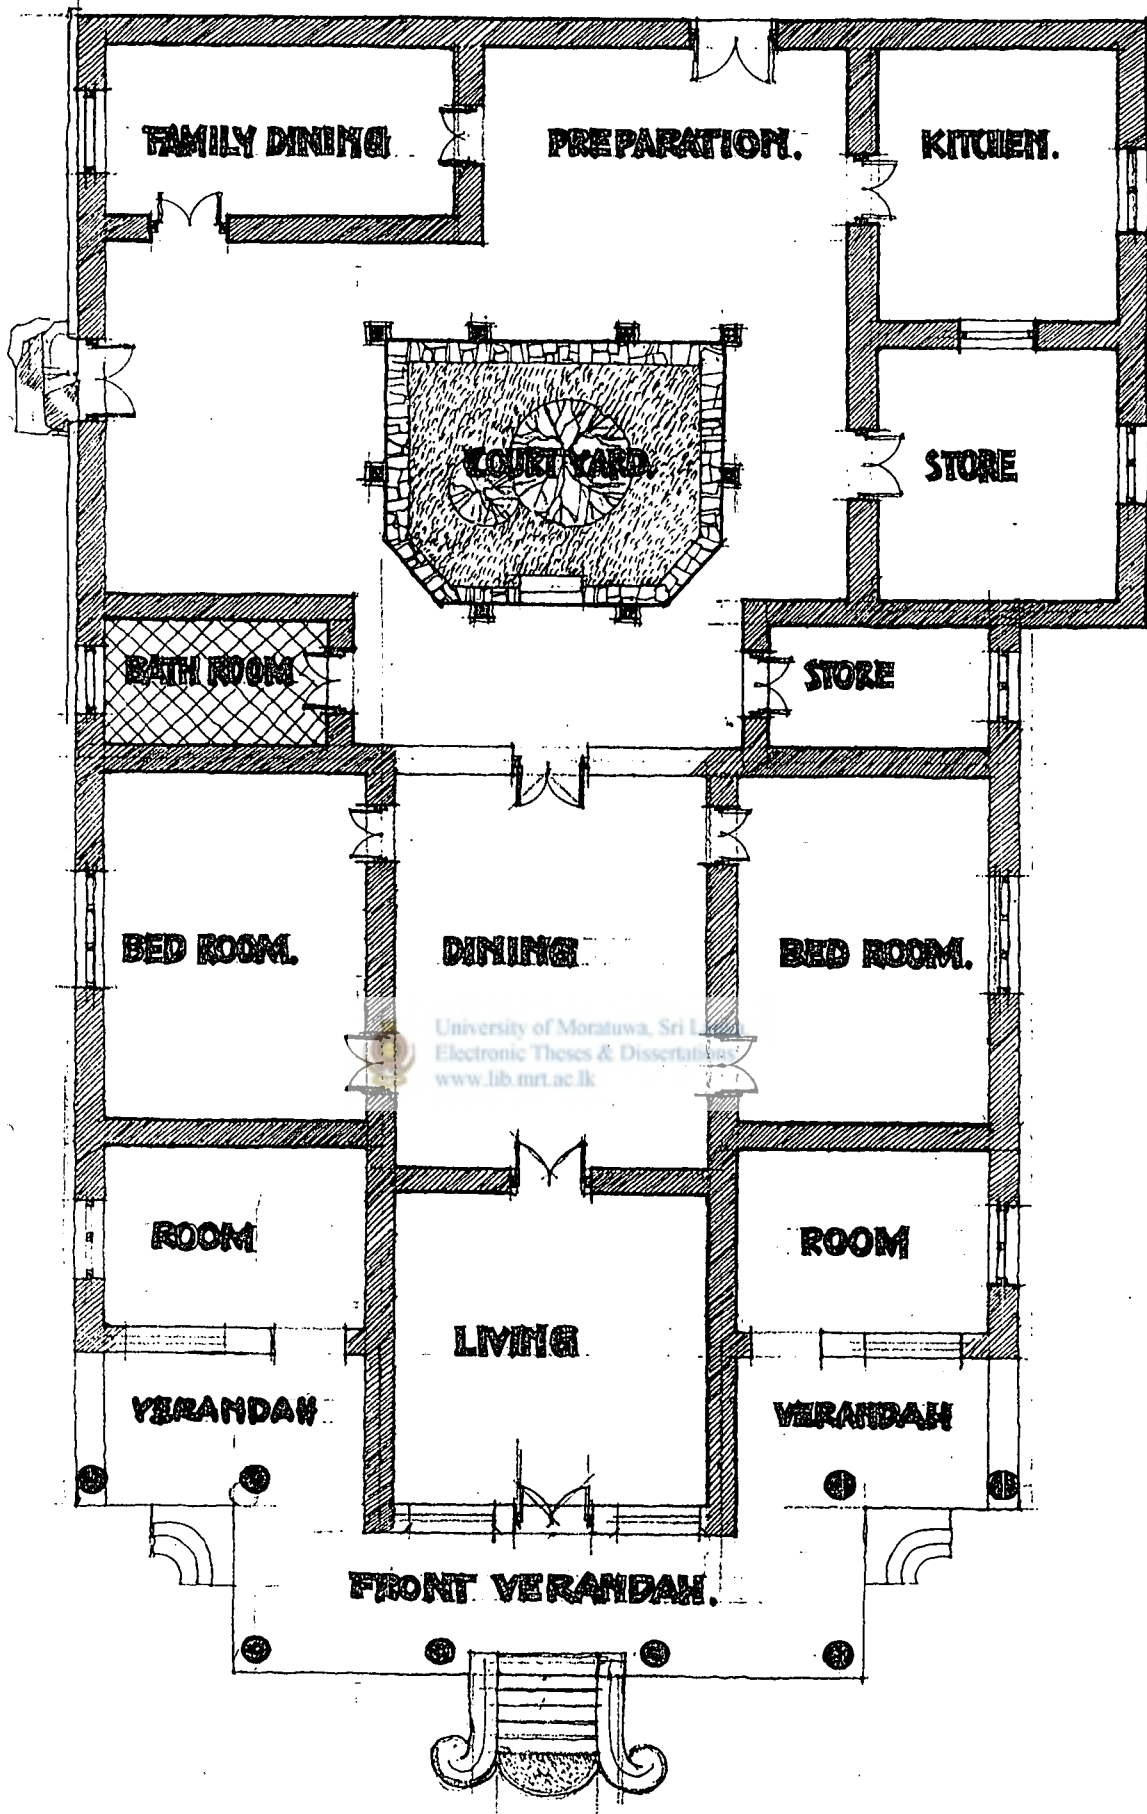 FAMILY DINING
PREPARATION.
KITCHEN.
COURT YARD.
STORE
BATH ROOM
STORE
BED ROOM.
DINING
BED ROOM.
University of Moratuwa, Sri Lanka.
Electronic Theses & Dissertations
www.lib.mrt.ac.lk
ROOM
ROOM
LIVING
VERANDAH
VERANDAH
FRONT VERANDAH.